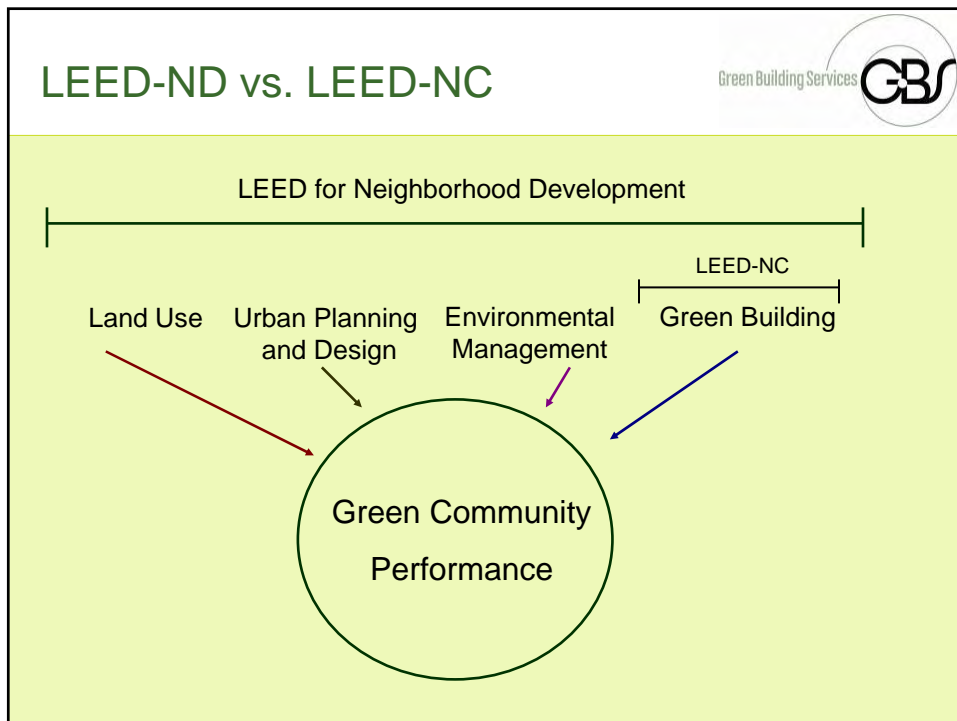 LEED-ND vs. LEED-NC
Green Building Services
GBS
LEED for Neighborhood Development
LEED-NC
Land Use
Urban Planning
and Design
Environmental
Management
Green Building
Green Community
Performance